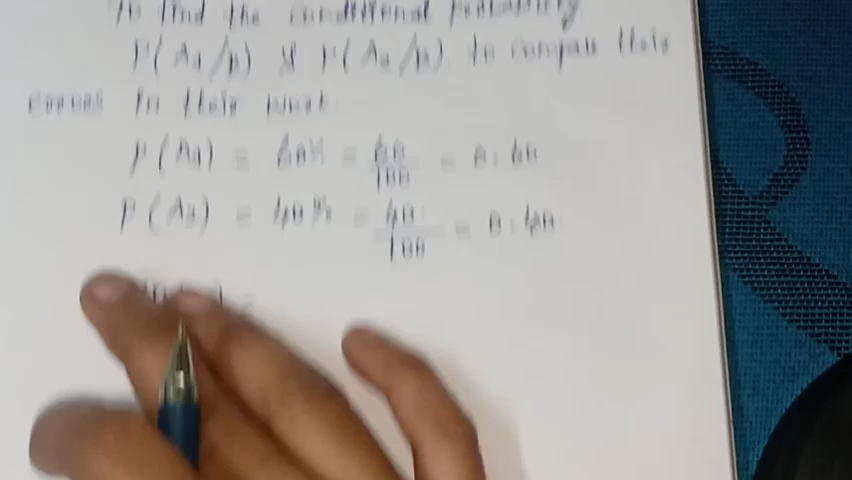 To find the conditional probability
P(A₁/B) & P(A₂/B). to compare their
errors in their work.
P(A₁) = 60% = 60/100 = 0.60
P(A₂) = 40% = 40/100 = 0.40